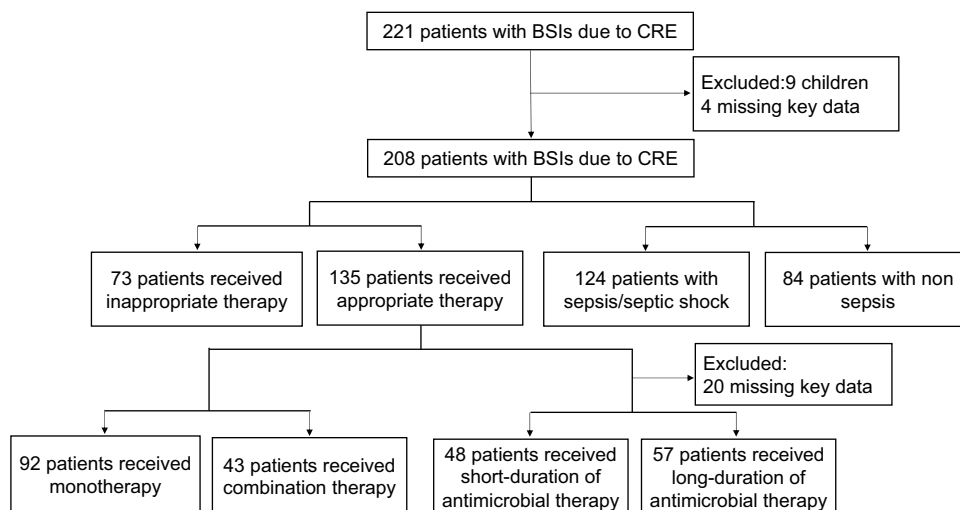 221 patients with BSIs due to CRE
Excluded:9 children
4 missing key data
208 patients with BSIs due to CRE
73 patients received
inappropriate therapy
135 patients received
appropriate therapy
124 patients with
sepsis/septic shock
84 patients with non
sepsis
Excluded:
20 missing key data
92 patients received
monotherapy
43 patients received
combination therapy
48 patients received
short-duration of
antimicrobial therapy
57 patients received
long-duration of
antimicrobial therapy